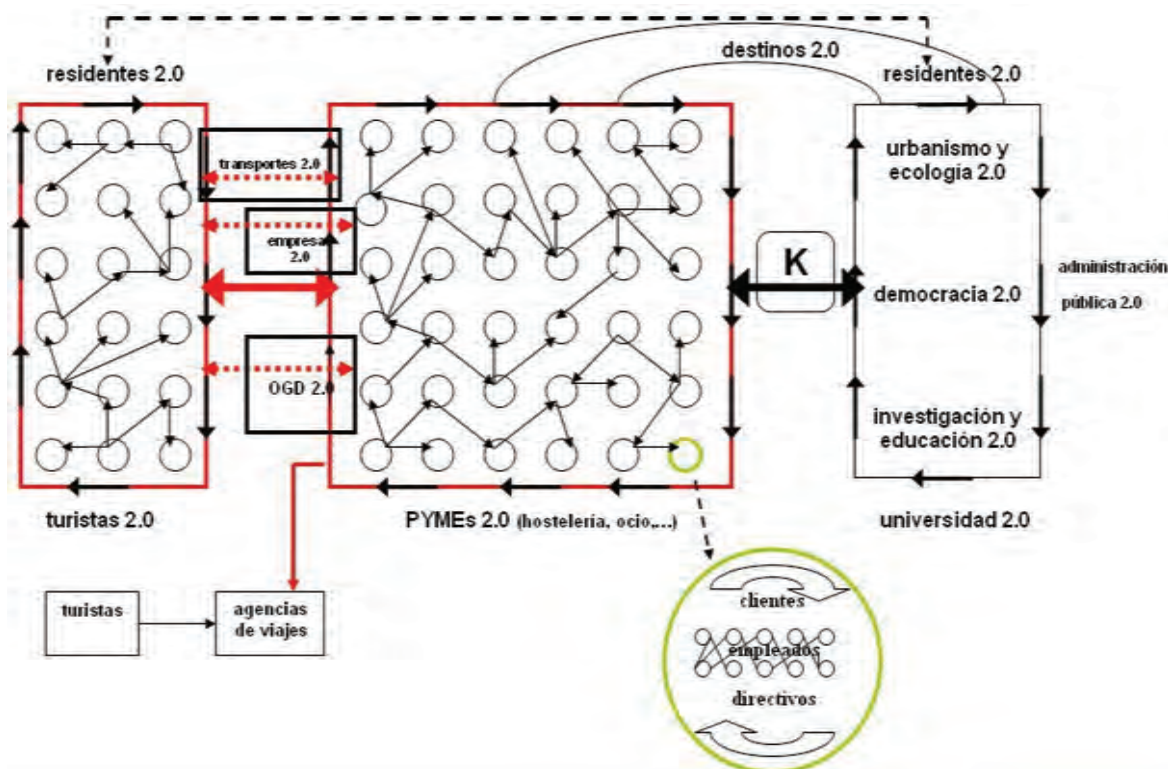 destinos 2.0
residentes 2.0
residentes 2.0
transportes 2.0
empresa
2.0
OGD 2.0
K
urbanismo y
ecología 2.0
democracia 2.0
administración
pública 2.0
investigación y
educación 2.0
turistas 2.0
PYMEs 2.0 (hostelería, ocio,...)
universidad 2.0
turistas
agencias
de viajes
clientes
empleados
directivos